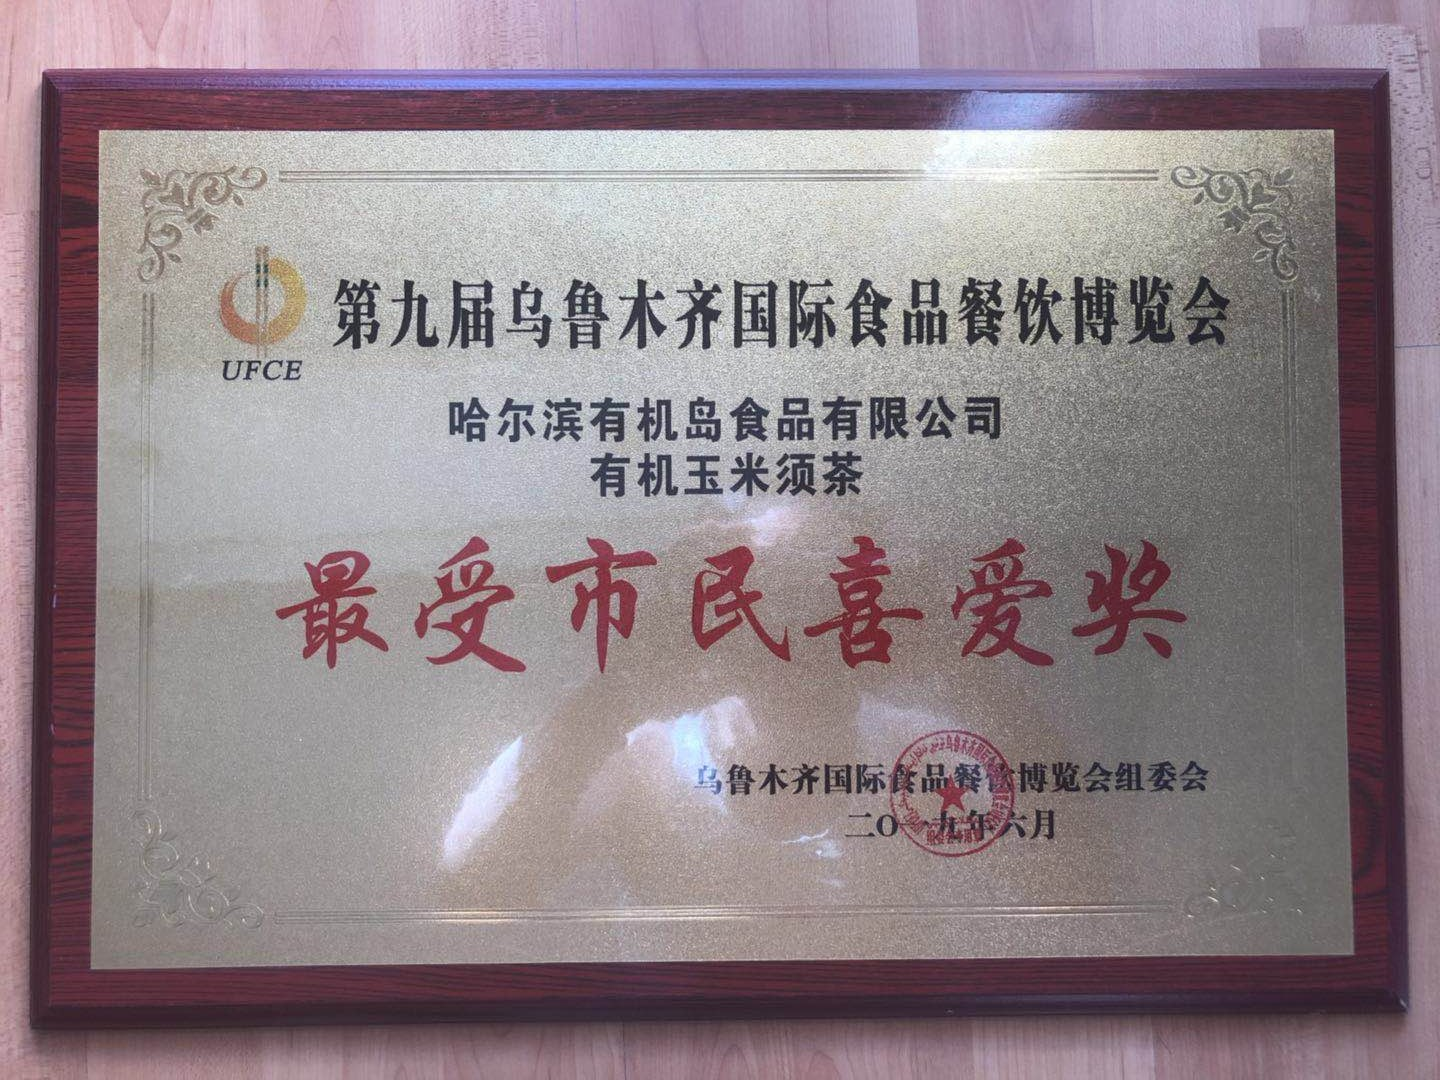 第九届乌鲁木齐国际食品餐饮博览会
UFCE
哈尔滨有机岛食品有限公司
有机玉米须茶
最受市民喜爱奖
乌鲁木齐国际食品餐饮博览会组委会
二〇一九年六月